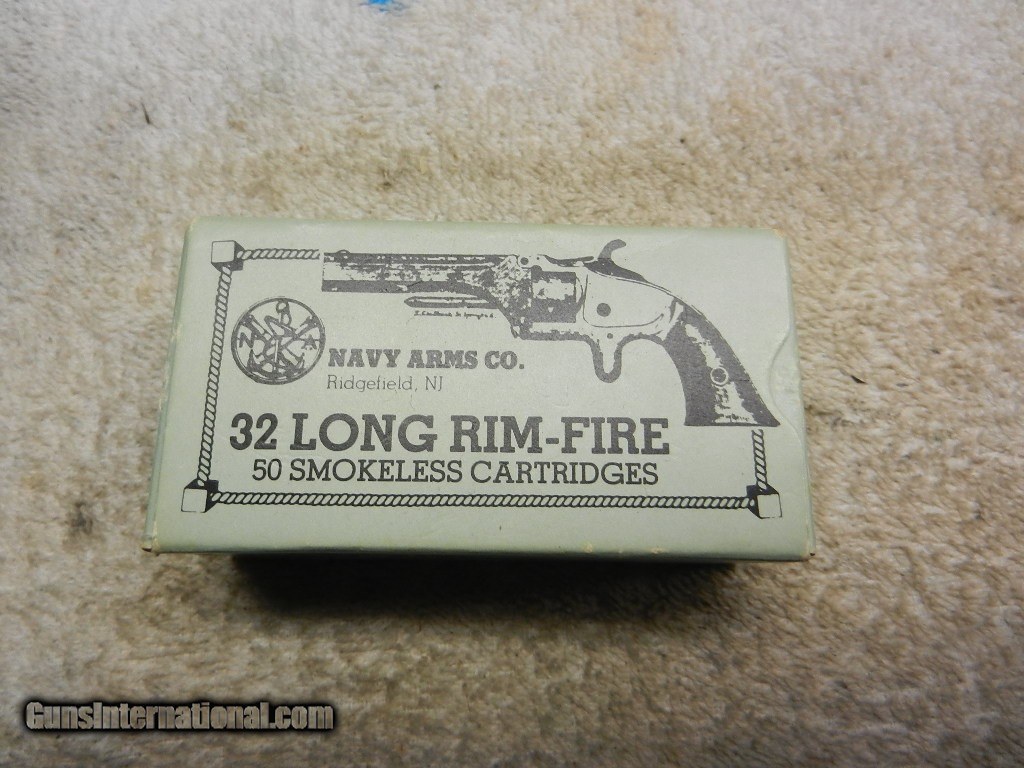 N A
NAVY ARMS CO.
Ridgefield, NJ
32 LONG RIM-FIRE
50 SMOKELESS CARTRIDGES
GunsInternational.com